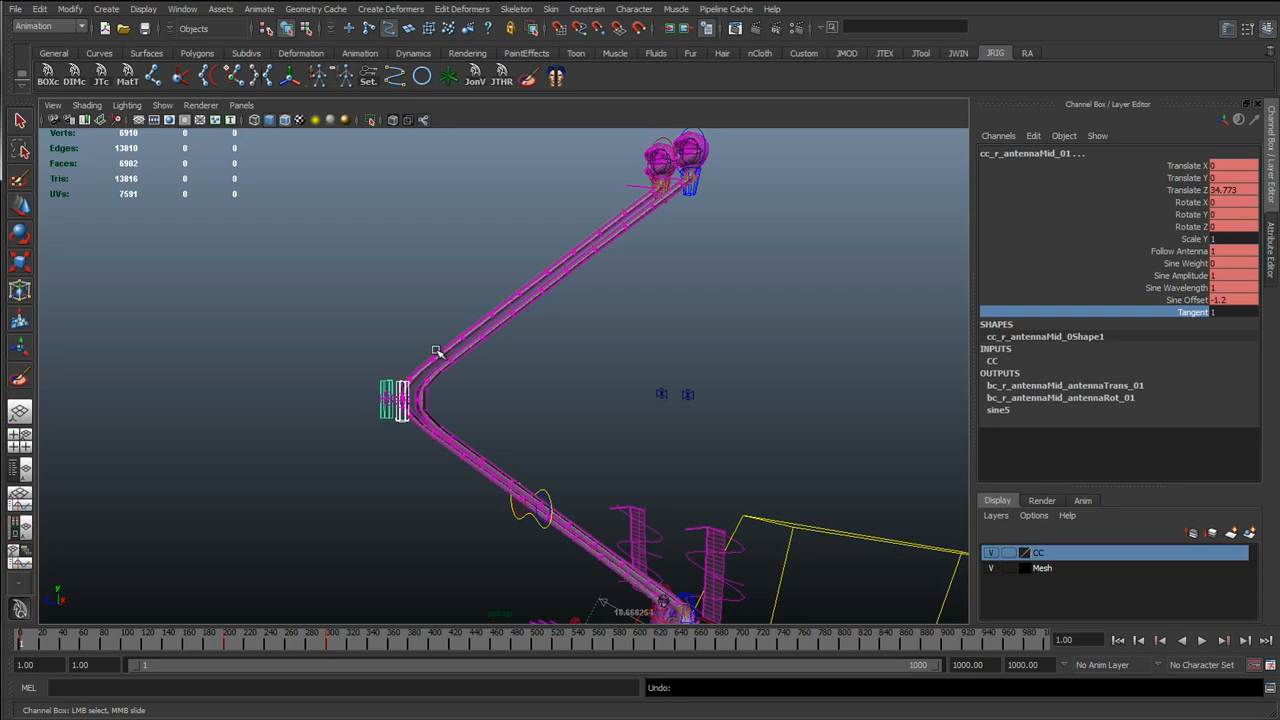 File Edit Modify Create Display Window Assets Animate Geometry Cache Create Deformers Edit Deformers Skeleton Skin Constrain Character Muscle Pipeline Cache Help
Animation Objects
General Curves Surfaces Polygons Subdivs Deformation Animation Dynamics Rendering PaintEffects Toon Muscle Fluids Fur Hair nCloth Custom JMOD JTEX JTool JWIN JRIG RA
BOXc DIMc JTc MatT Set. JonV JTHR
View Shading Lighting Show Renderer Panels
Verts: 6910 0 0
Edges: 13810 0 0
Faces: 6902 0 0
Tris: 13816 0 0
UVs: 7591 0 0
y
x
persp
Channel Box / Layer Editor
Channels Edit Object Show
cc_r_antennaMid_01 ...
Translate X 0
Translate Y 0
Translate Z 34.773
Rotate X 0
Rotate Y 0
Rotate Z 0
Scale Y 1
Follow Antenna 1
Sine Weight 0
Sine Amplitude 1
Sine Wavelength 1
Sine Offset -1.2
Tangent 1
SHAPES
cc_r_antennaMid_0Shape1
INPUTS
CC
OUTPUTS
bc_r_antennaMid_antennaTrans_01
bc_r_antennaMid_antennaRot_01
sine5
Display Render Anim
Layers Options Help
V CC
V Mesh
Channel Box / Layer Editor
Attribute Editor
0 20 40 60 80 100 120 140 160 180 200 220 240 260 280 300 320 340 360 380 400 420 440 460 480 500 520 540 560 580 600 620 640 660 680 700 720 740 760 780 800 820 840 860 880 900 920 940 960 980 1.00
1
1.00 1.00 1 1000 1000.00 1000.00 No Anim Layer No Character Set
MEL Undo:
Channel Box: LMB select, MMB slide